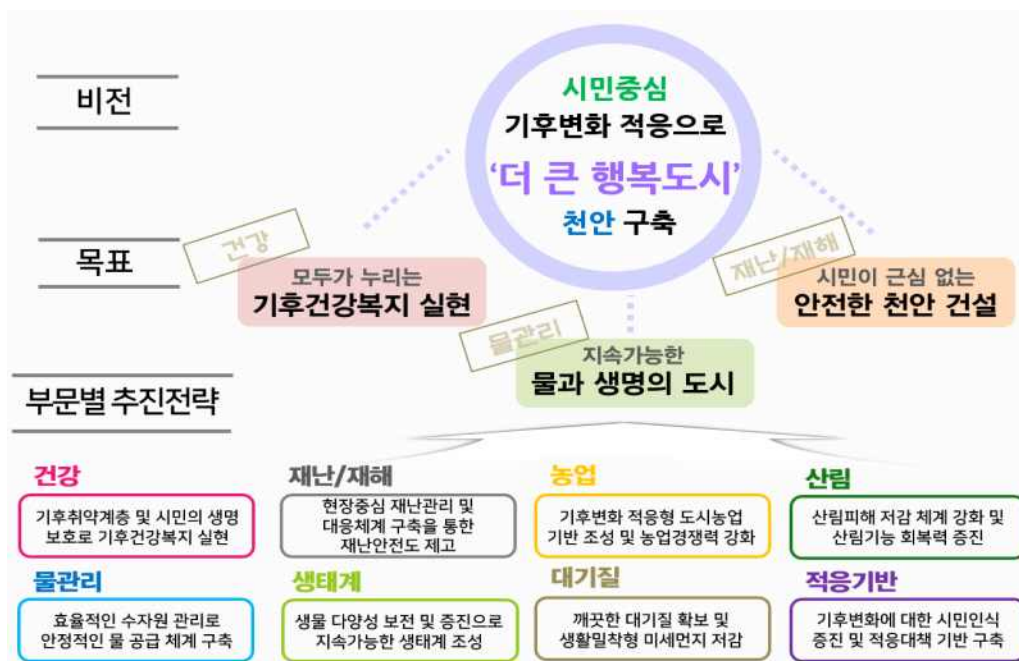 비전
시민중심
기후변화 적응으로
‘더 큰 행복도시’
천안 구축
목표
건강
모두가 누리는
기후건강복지 실현
물관리
지속가능한
물과 생명의 도시
재난/재해
시민이 근심 없는
안전한 천안 건설
부문별 추진전략
건강
기후취약계층 및 시민의 생명
보호로 기후건강복지 실현
재난/재해
현장중심 재난관리 및
대응체계 구축을 통한
재난안전도 제고
농업
기후변화 적응형 도시농업
기반 조성 및 농업경쟁력 강화
산림
산림피해 저감 체계 강화 및
산림기능 회복력 증진
물관리
효율적인 수자원 관리로
안정적인 물 공급 체계 구축
생태계
생물 다양성 보전 및 증진으로
지속가능한 생태계 조성
대기질
깨끗한 대기질 확보 및
생활밀착형 미세먼지 저감
적응기반
기후변화에 대한 시민인식
증진 및 적응대책 기반 구축